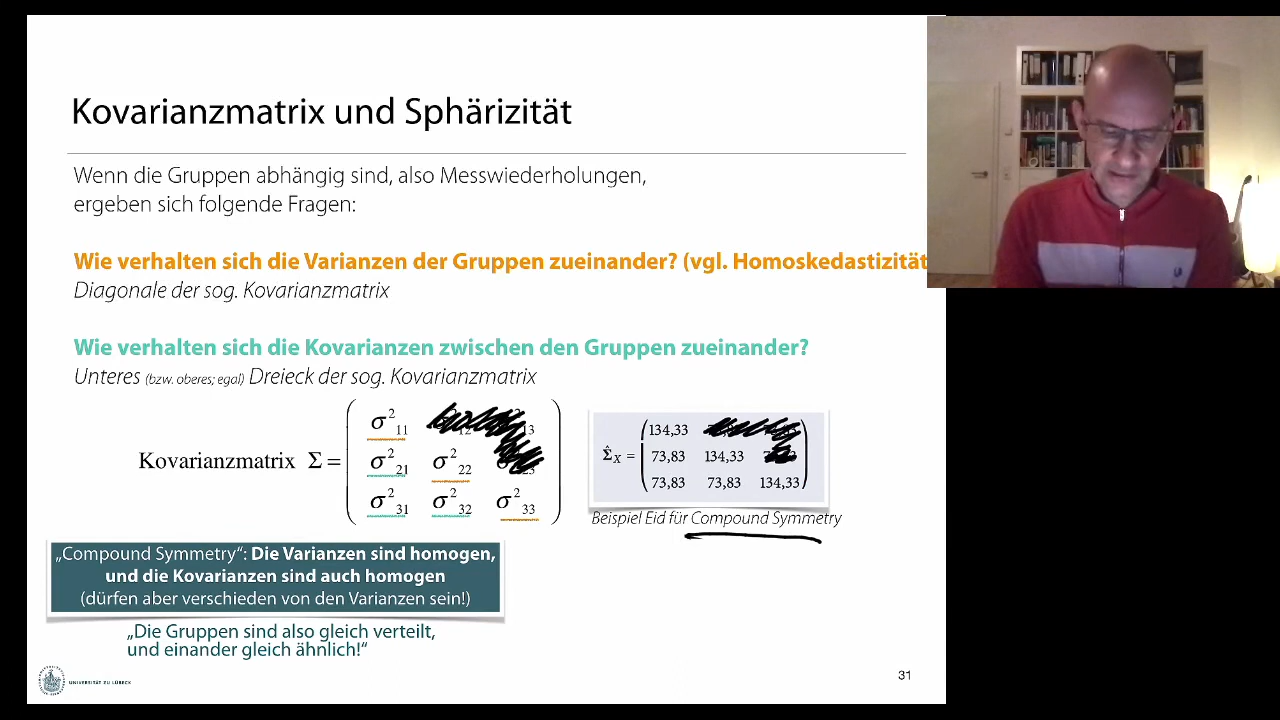 Kovarianzmatrix und Sphärizität
Wenn die Gruppen abhängig sind, also Messwiederholungen,
ergeben sich folgende Fragen:
Wie verhalten sich die Varianzen der Gruppen zueinander? (vgl. Homoskedastizität
Diagonale der sog. Kovarianzmatrix
Wie verhalten sich die Kovarianzen zwischen den Gruppen zueinander?
Unteres (bzw. oberes; egal) Dreieck der sog. Kovarianzmatrix
Kovarianzmatrix Σ =
σ²₁₁
σ²₂₁ σ²₂₂
σ²₃₁ σ²₃₂ σ²₃₃
Σ̂X =
134,33
73,83 134,33
73,83 73,83 134,33
Beispiel Eid für Compound Symmetry
„Compound Symmetry“: Die Varianzen sind homogen,
und die Kovarianzen sind auch homogen
(dürfen aber verschieden von den Varianzen sein!)
„Die Gruppen sind also gleich verteilt,
und einander gleich ähnlich!“
UNIVERSITÄT ZU LÜBECK
31